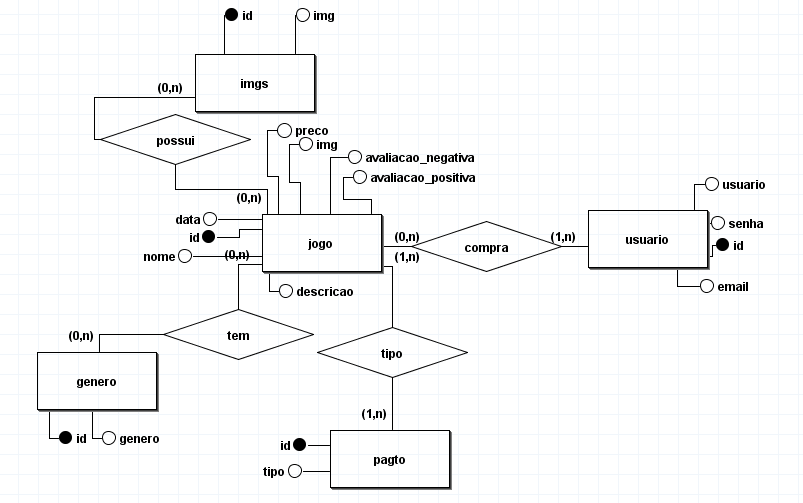 id
img
imgs
(0,n)
possui
preco
img
avaliacao_negativa
avaliacao_positiva
(0,n)
usuario
data
senha
id
jogo
(0,n)
compra
(1,n)
usuario
id
nome
(0,n)
(1,n)
descricao
email
(0,n)
tem
tipo
genero
(1,n)
id
genero
id
pagto
tipo